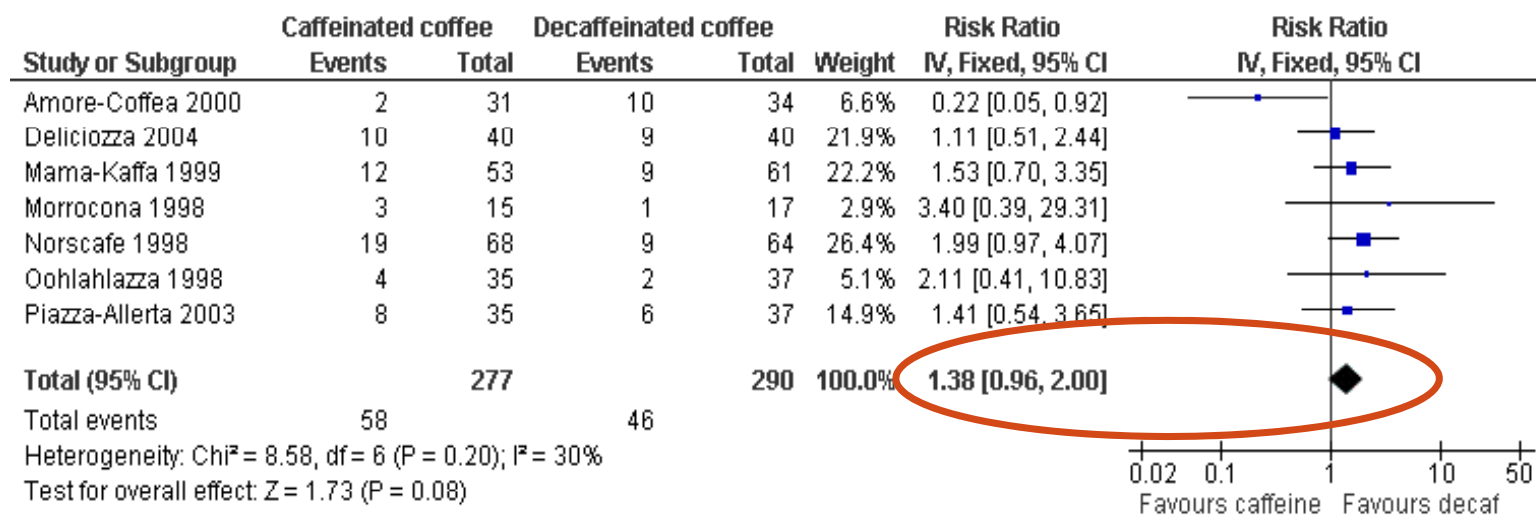 Caffeinated coffee Decaffeinated coffee Risk Ratio Risk Ratio
Study or Subgroup Events Total Events Total Weight IV, Fixed, 95% CI IV, Fixed, 95% CI
Amore-Coffea 2000 2 31 10 34 6.6% 0.22 [0.05, 0.92]
Deliciozza 2004 10 40 9 40 21.9% 1.11 [0.51, 2.44]
Mama-Kaffa 1999 12 53 9 61 22.2% 1.53 [0.70, 3.35]
Morrocona 1998 3 15 1 17 2.9% 3.40 [0.39, 29.31]
Norscafe 1998 19 68 9 64 26.4% 1.99 [0.97, 4.07]
Oohlahlazza 1998 4 35 2 37 5.1% 2.11 [0.41, 10.83]
Piazza-Allerta 2003 8 35 6 37 14.9% 1.41 [0.54, 3.65]
Total (95% CI) 277 290 100.0% 1.38 [0.96, 2.00]
Total events 58 46
Heterogeneity: Chi² = 8.58, df = 6 (P = 0.20); I² = 30%
Test for overall effect: Z = 1.73 (P = 0.08)
0.02 0.1 1 10 50
Favours caffeine Favours decaf